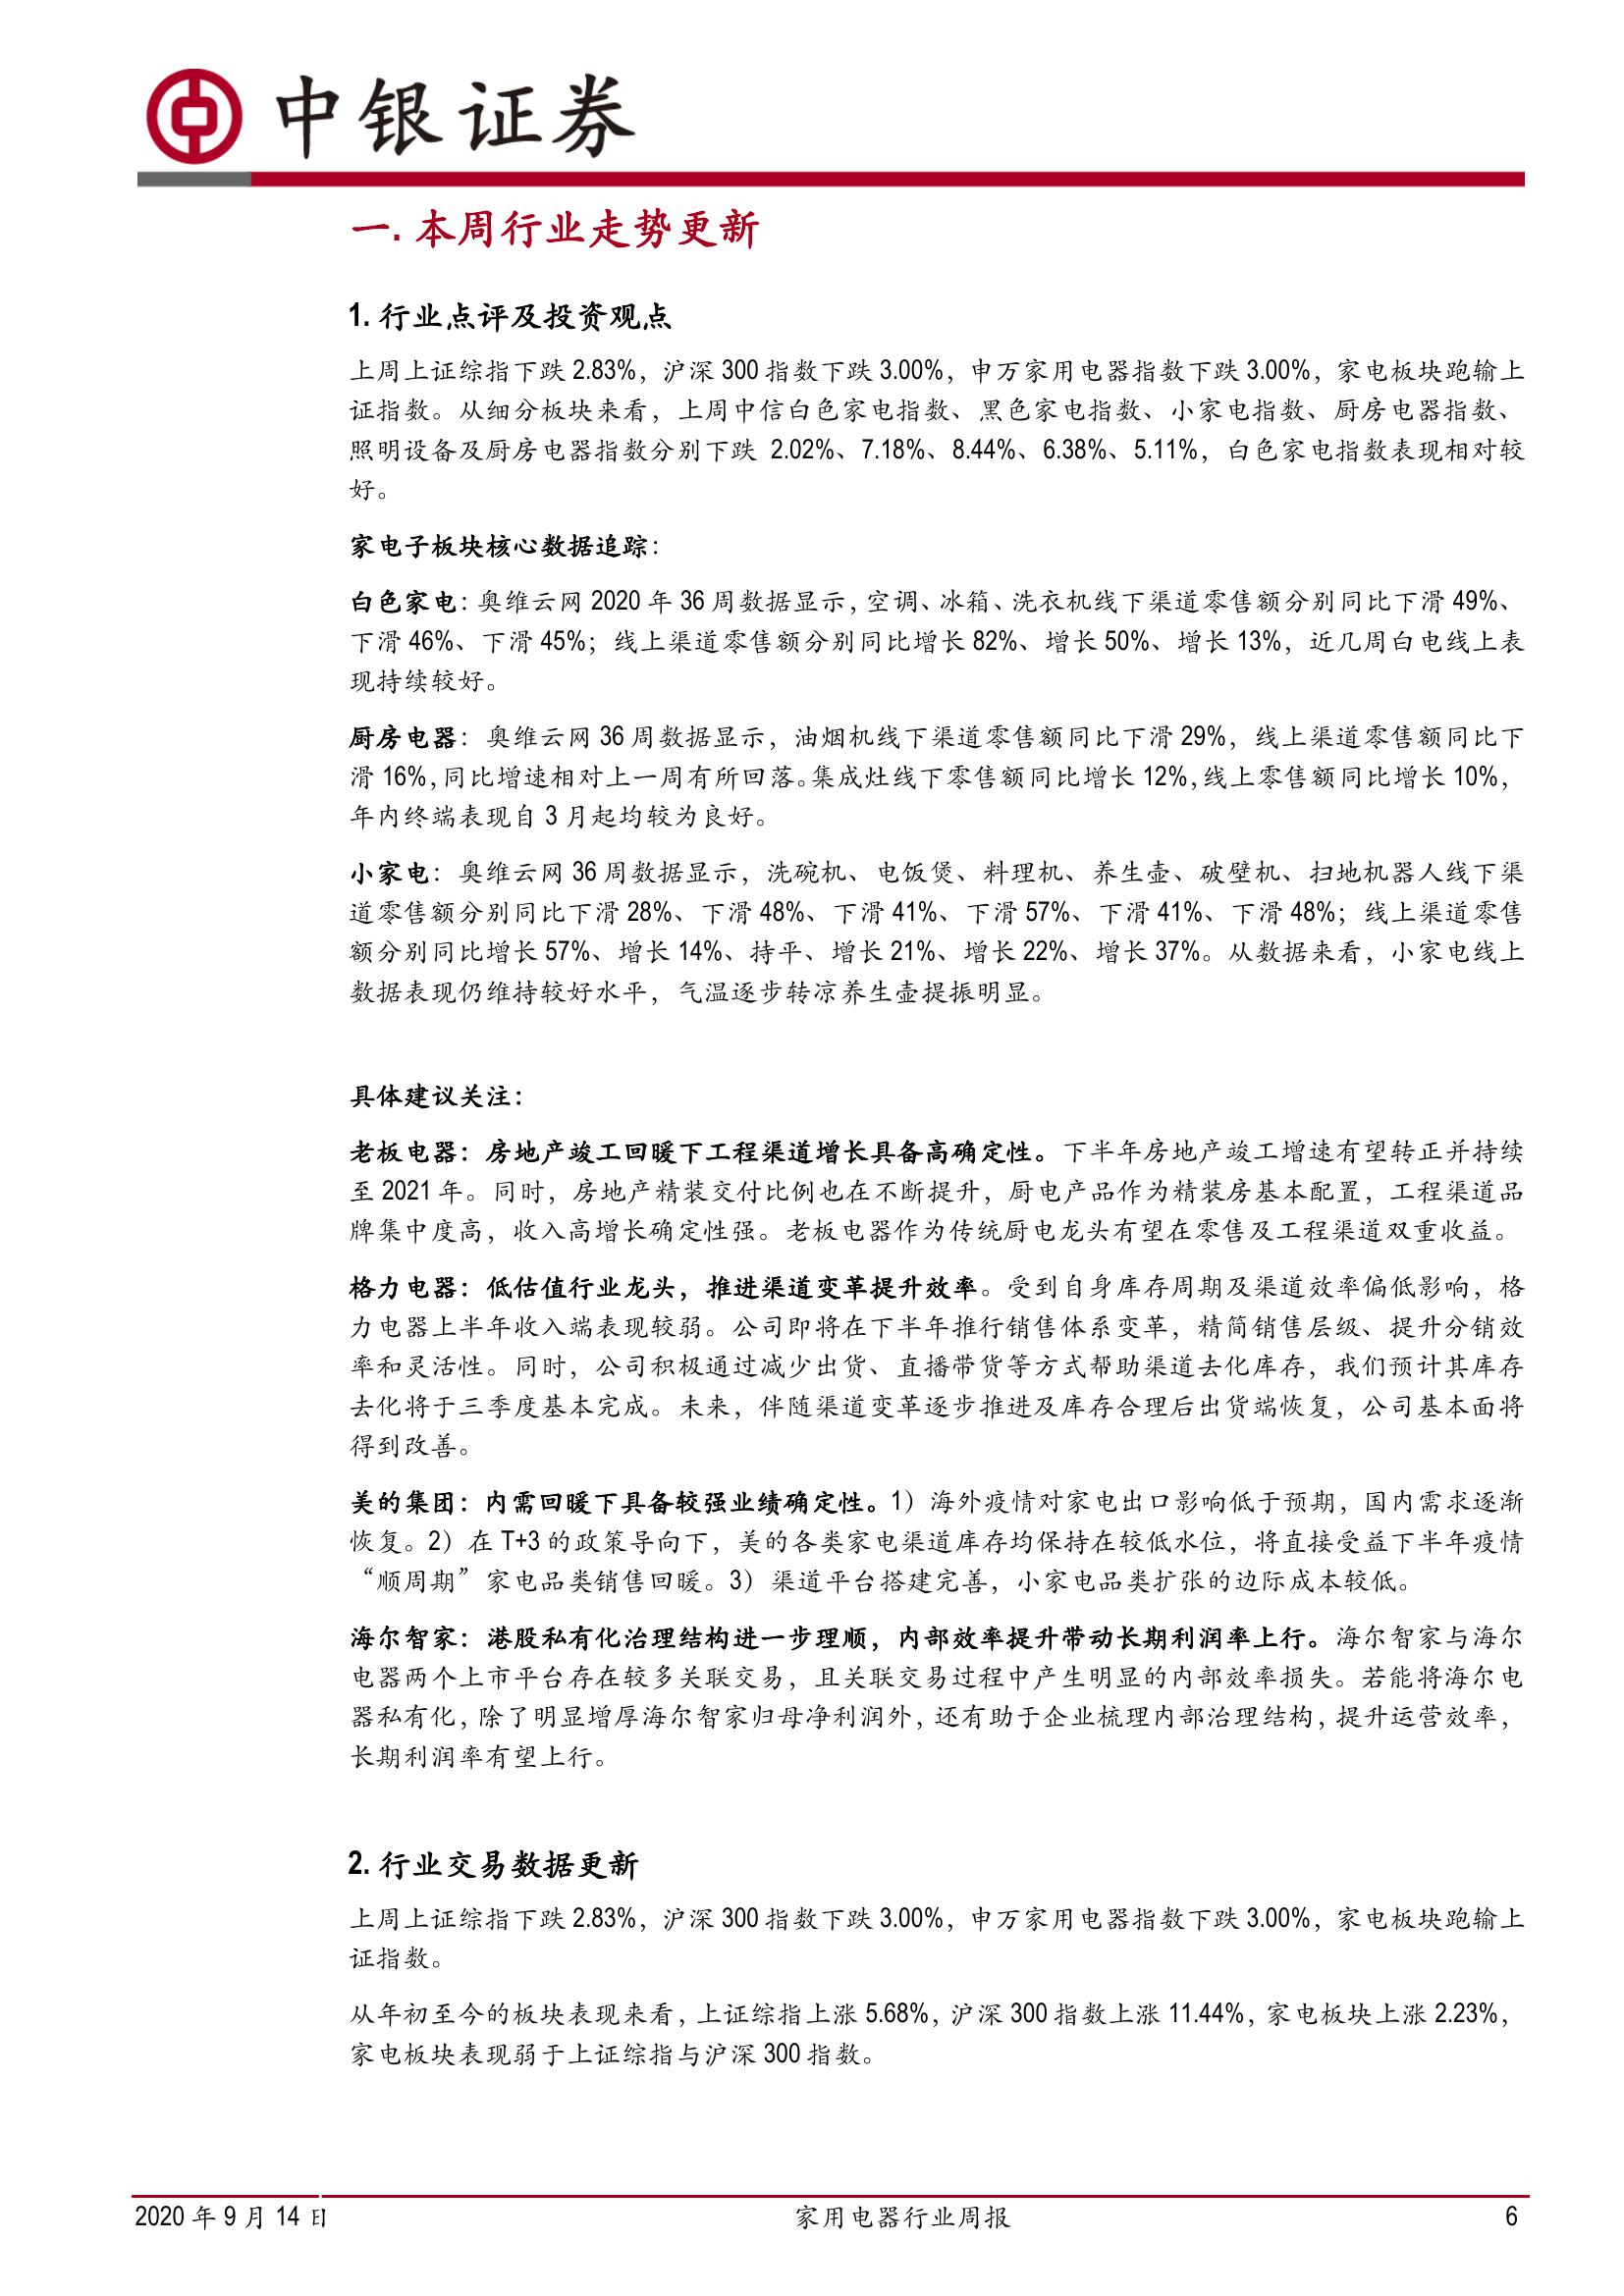 中银证券
一. 本周行业走势更新
1. 行业点评及投资观点
上周上证综指下跌 2.83%，沪深 300 指数下跌 3.00%，申万家用电器指数下跌 3.00%，家电板块跑输上
证指数。从细分板块来看，上周中信白色家电指数、黑色家电指数、小家电指数、厨房电器指数、
照明设备及厨房电器指数分别下跌 2.02%、7.18%、8.44%、6.38%、5.11%，白色家电指数表现相对较
好。
家电子板块核心数据追踪：
白色家电：奥维云网 2020 年 36 周数据显示，空调、冰箱、洗衣机线下渠道零售额分别同比下滑 49%、
下滑 46%、下滑 45%；线上渠道零售额分别同比增长 82%、增长 50%、增长 13%，近几周白电线上表
现持续较好。
厨房电器：奥维云网 36 周数据显示，油烟机线下渠道零售额同比下滑 29%，线上渠道零售额同比下
滑 16%，同比增速相对上一周有所回落。集成灶线下零售额同比增长 12%，线上零售额同比增长 10%，
年内终端表现自 3 月起均较为良好。
小家电：奥维云网 36 周数据显示，洗碗机、电饭煲、料理机、养生壶、破壁机、扫地机器人线下渠
道零售额分别同比下滑 28%、下滑 48%、下滑 41%、下滑 57%、下滑 41%、下滑 48%；线上渠道零售
额分别同比增长 57%、增长 14%、持平、增长 21%、增长 22%、增长 37%。从数据来看，小家电线上
数据表现仍维持较好水平，气温逐步转凉养生壶提振明显。
具体建议关注：
老板电器：房地产竣工回暖下工程渠道增长具备高确定性。下半年房地产竣工增速有望转正并持续
至 2021 年。同时，房地产精装交付比例也在不断提升，厨电产品作为精装房基本配置，工程渠道品
牌集中度高，收入高增长确定性强。老板电器作为传统厨电龙头有望在零售及工程渠道双重收益。
格力电器：低估值行业龙头，推进渠道变革提升效率。受到自身库存周期及渠道效率偏低影响，格
力电器上半年收入端表现较弱。公司即将在下半年推行销售体系变革，精简销售层级、提升分销效
率和灵活性。同时，公司积极通过减少出货、直播带货等方式帮助渠道去化库存，我们预计其库存
去化将于三季度基本完成。未来，伴随渠道变革逐步推进及库存合理后出货端恢复，公司基本面将
得到改善。
美的集团：内需回暖下具备较强业绩确定性。1）海外疫情对家电出口影响低于预期，国内需求逐渐
恢复。2）在 T+3 的政策导向下，美的各类家电渠道库存均保持在较低水位，将直接受益下半年疫情
“顺周期”家电品类销售回暖。3）渠道平台搭建完善，小家电品类扩张的边际成本较低。
海尔智家：港股私有化治理结构进一步理顺，内部效率提升带动长期利润率上行。海尔智家与海尔
电器两个上市平台存在较多关联交易，且关联交易过程中产生明显的内部效率损失。若能将海尔电
器私有化，除了明显增厚海尔智家归母净利润外，还有助于企业梳理内部治理结构，提升运营效率，
长期利润率有望上行。
2. 行业交易数据更新
上周上证综指下跌 2.83%，沪深 300 指数下跌 3.00%，申万家用电器指数下跌 3.00%，家电板块跑输上
证指数。
从年初至今的板块表现来看，上证综指上涨 5.68%，沪深 300 指数上涨 11.44%，家电板块上涨 2.23%，
家电板块表现弱于上证综指与沪深 300 指数。
2020 年 9 月 14 日 家用电器行业周报 6